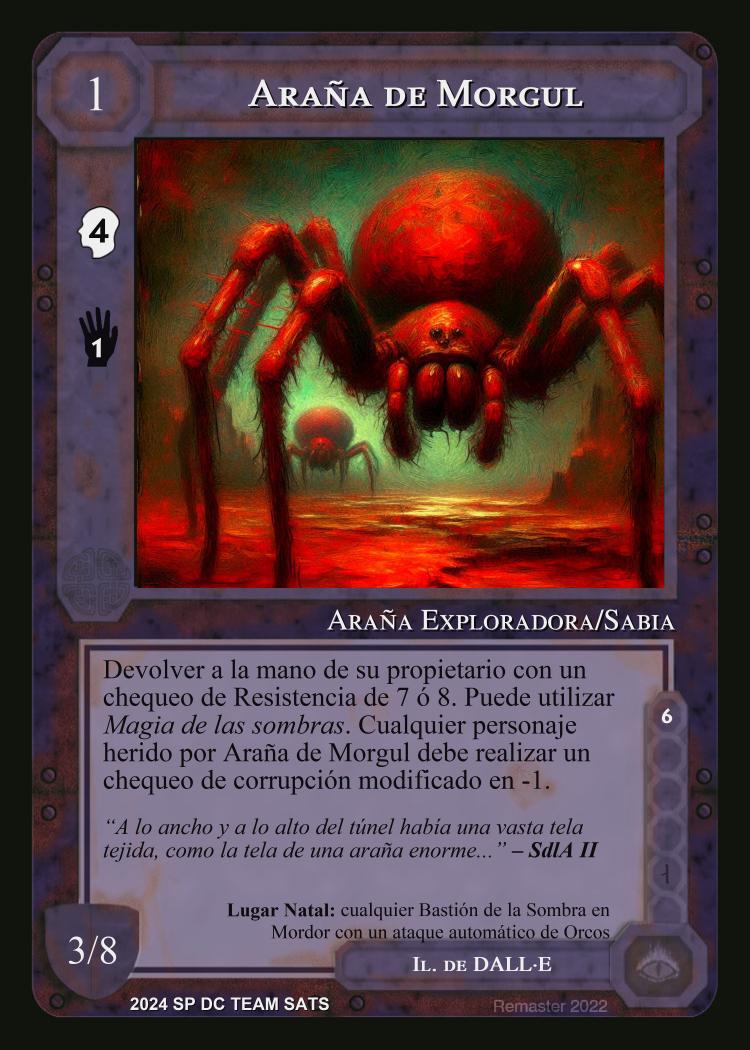 1
Araña de Morgul
4
1
Araña Exploradora/Sabia
Devolver a la mano de su propietario con un
chequeo de Resistencia de 7 ó 8. Puede utilizar
Magia de las sombras. Cualquier personaje
herido por Araña de Morgul debe realizar un
chequeo de corrupción modificado en -1.
6
“A lo ancho y a lo alto del túnel había una vasta tela
tejida, como la tela de una araña enorme...” – SdlA II
Lugar Natal: cualquier Bastión de la Sombra en
Mordor con un ataque automático de Orcos
3/8
Il. de DALL·E
2024 SP DC TEAM SATS
Remaster 2022